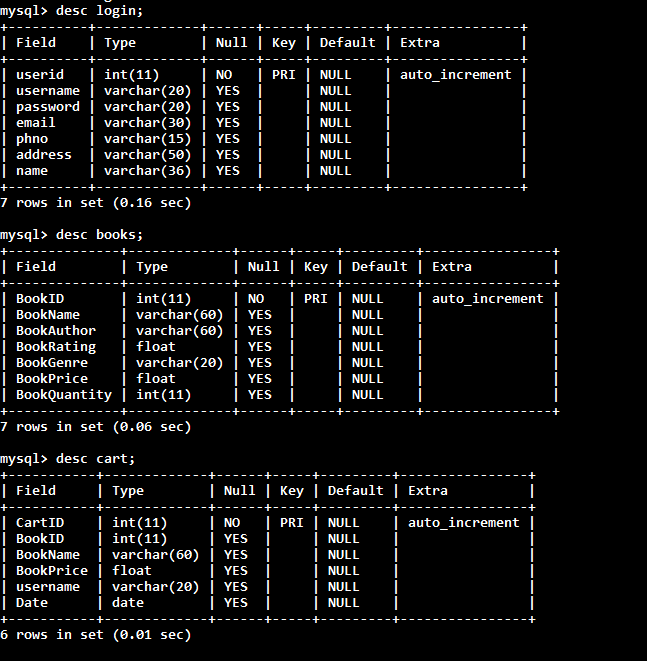 mysql> desc login;
+----------+-------------+------+-----+---------+----------------+
| Field    | Type        | Null | Key | Default | Extra          |
+----------+-------------+------+-----+---------+----------------+
| userid   | int(11)     | NO   | PRI | NULL    | auto_increment |
| username | varchar(20) | YES  |     | NULL    |                |
| password | varchar(20) | YES  |     | NULL    |                |
| email    | varchar(30) | YES  |     | NULL    |                |
| phno     | varchar(15) | YES  |     | NULL    |                |
| address  | varchar(50) | YES  |     | NULL    |                |
| name     | varchar(36) | YES  |     | NULL    |                |
+----------+-------------+------+-----+---------+----------------+
7 rows in set (0.16 sec)
mysql> desc books;
+--------------+-------------+------+-----+---------+----------------+
| Field        | Type        | Null | Key | Default | Extra          |
+--------------+-------------+------+-----+---------+----------------+
| BookID       | int(11)     | NO   | PRI | NULL    | auto_increment |
| BookName     | varchar(60) | YES  |     | NULL    |                |
| BookAuthor   | varchar(60) | YES  |     | NULL    |                |
| BookRating   | float       | YES  |     | NULL    |                |
| BookGenre    | varchar(20) | YES  |     | NULL    |                |
| BookPrice    | float       | YES  |     | NULL    |                |
| BookQuantity | int(11)     | YES  |     | NULL    |                |
+--------------+-------------+------+-----+---------+----------------+
7 rows in set (0.06 sec)
mysql> desc cart;
+-----------+-------------+------+-----+---------+----------------+
| Field     | Type        | Null | Key | Default | Extra          |
+-----------+-------------+------+-----+---------+----------------+
| CartID    | int(11)     | NO   | PRI | NULL    | auto_increment |
| BookID    | int(11)     | YES  |     | NULL    |                |
| BookName  | varchar(60) | YES  |     | NULL    |                |
| BookPrice | float       | YES  |     | NULL    |                |
| username  | varchar(20) | YES  |     | NULL    |                |
| Date      | date        | YES  |     | NULL    |                |
+-----------+-------------+------+-----+---------+----------------+
6 rows in set (0.01 sec)